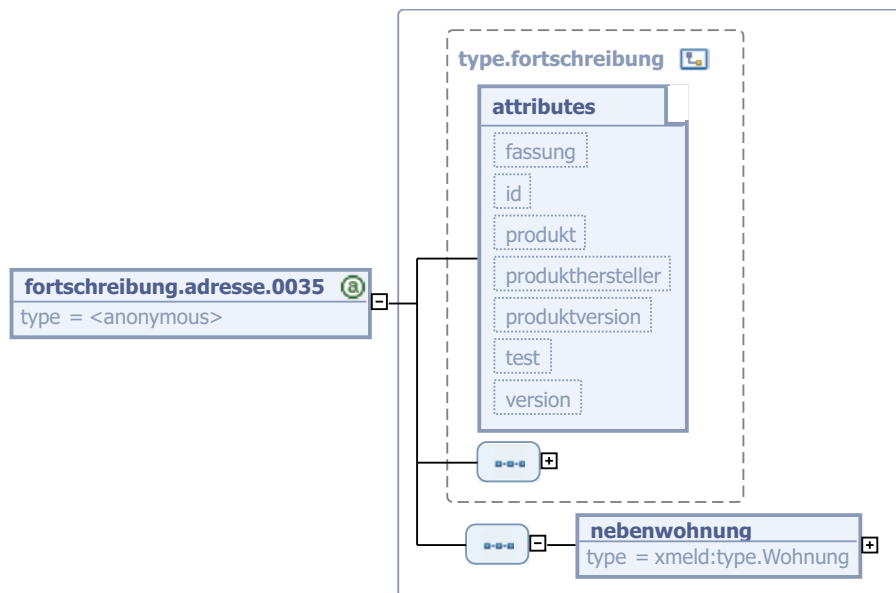 type.fortschreibung
attributes
fassung
id
produkt
produkthersteller
produktversion
test
version
fortschreibung.adresse.0035 a
type = <anonymous>
nebenwohnung
type = xmeld:type.Wohnung